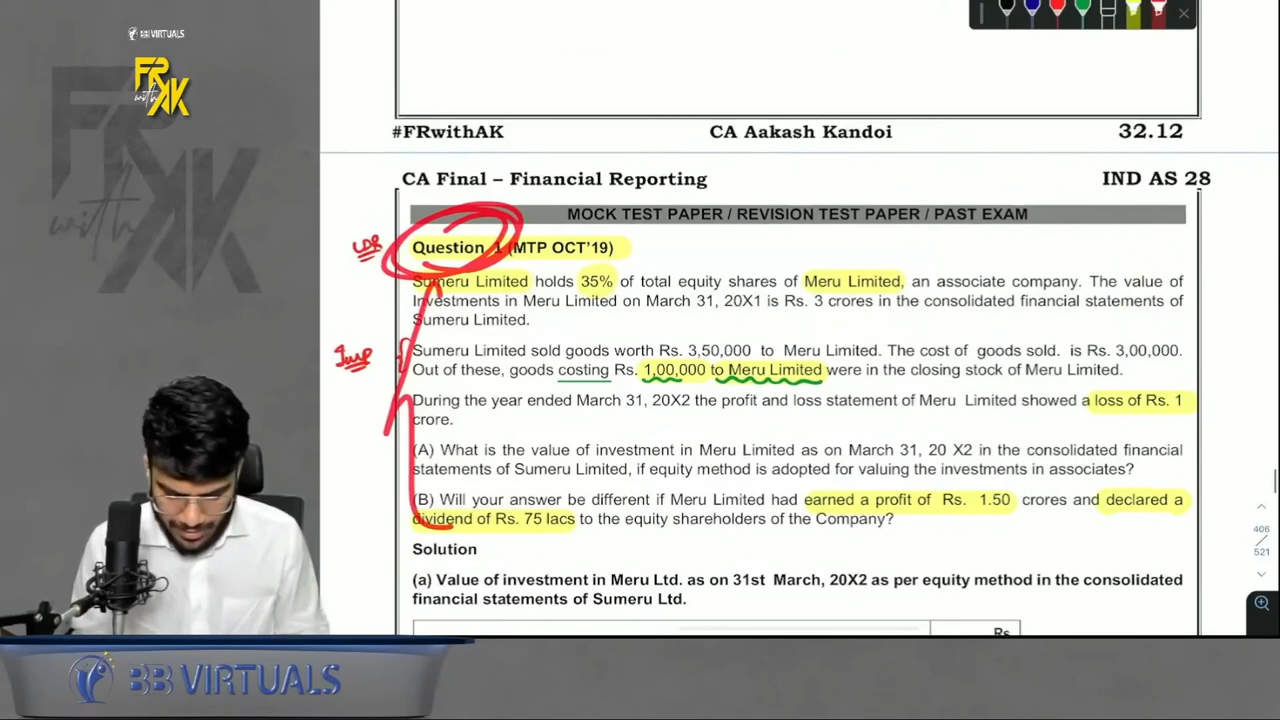 BB VIRTUALS
FR
with AK
FR
with AK
#FRwithAK CA Aakash Kandoi 32.12
CA Final – Financial Reporting IND AS 28
MOCK TEST PAPER / REVISION TEST PAPER / PAST EXAM
LDR
Question 1 (MTP OCT'19)
Sumeru Limited holds 35% of total equity shares of Meru Limited, an associate company. The value of
Investments in Meru Limited on March 31, 20X1 is Rs. 3 crores in the consolidated financial statements of
Sumeru Limited.
Imp
Sumeru Limited sold goods worth Rs. 3,50,000 to Meru Limited. The cost of goods sold. is Rs. 3,00,000.
Out of these, goods costing Rs. 1,00,000 to Meru Limited were in the closing stock of Meru Limited.
During the year ended March 31, 20X2 the profit and loss statement of Meru Limited showed a loss of Rs. 1
crore.
(A) What is the value of investment in Meru Limited as on March 31, 20 X2 in the consolidated financial
statements of Sumeru Limited, if equity method is adopted for valuing the investments in associates?
(B) Will your answer be different if Meru Limited had earned a profit of Rs. 1.50 crores and declared a
dividend of Rs. 75 lacs to the equity shareholders of the Company?
Solution
(a) Value of investment in Meru Ltd. as on 31st March, 20X2 as per equity method in the consolidated
financial statements of Sumeru Ltd.
Rs
406
521
BB VIRTUALS